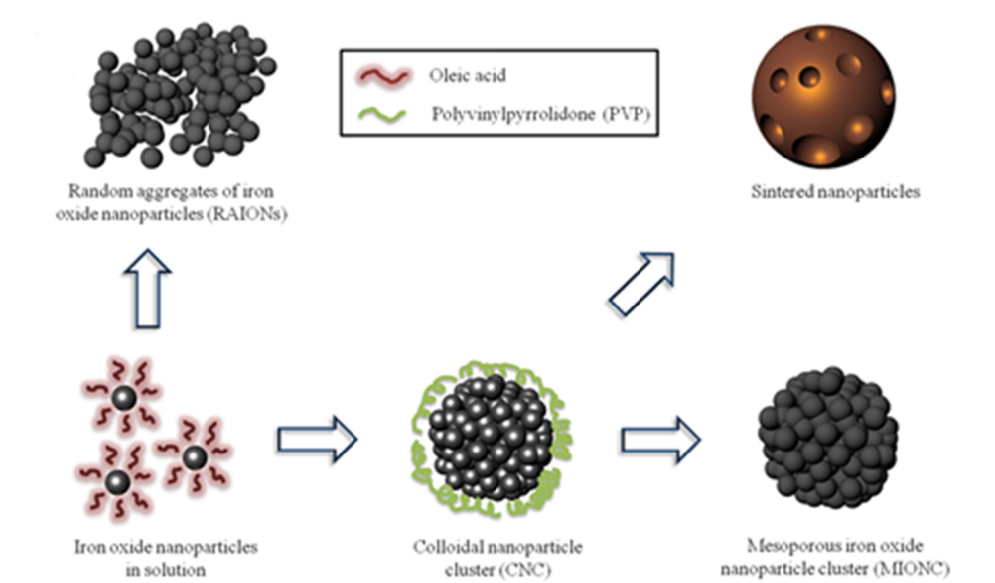 Oleic acid
Polyvinylpyrrolidone (PVP)
Random aggregates of iron
oxide nanoparticles (RAIONs)
Sintered nanoparticles
Iron oxide nanoparticles
in solution
Colloidal nanoparticle
cluster (CNC)
Mesoporous iron oxide
nanoparticle cluster (MIONC)